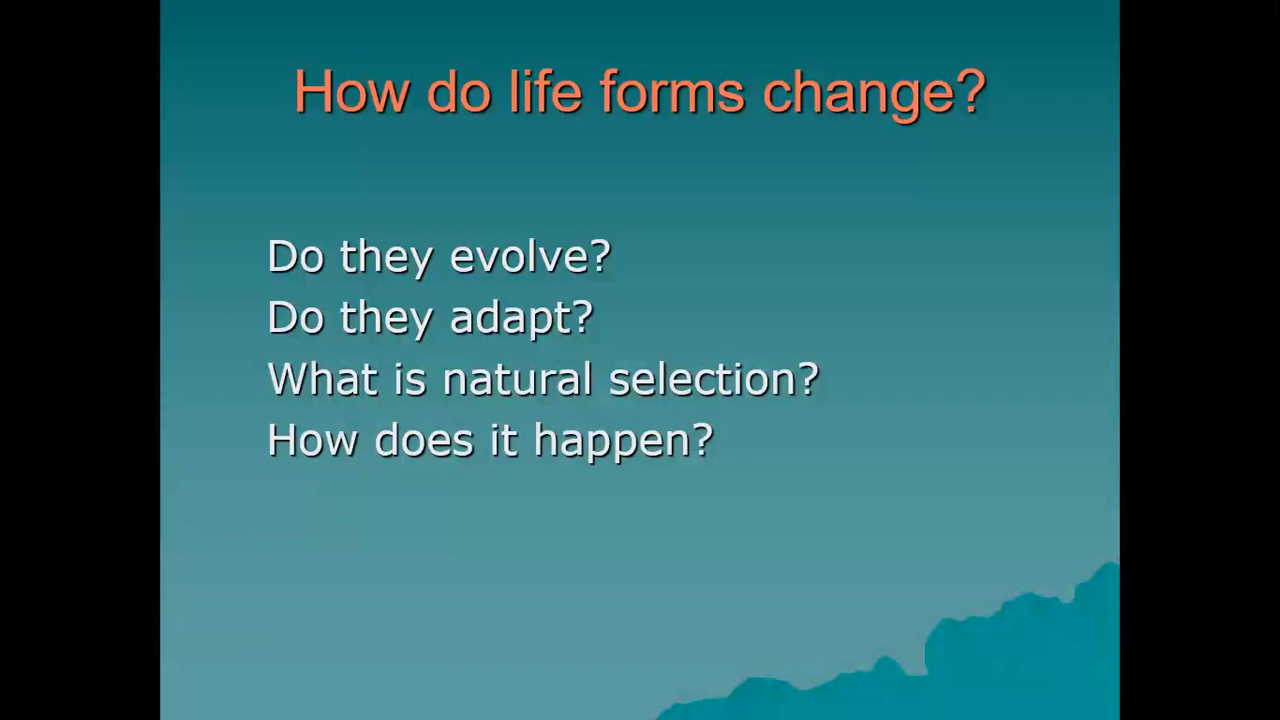 How do life forms change?
Do they evolve?
Do they adapt?
What is natural selection?
How does it happen?